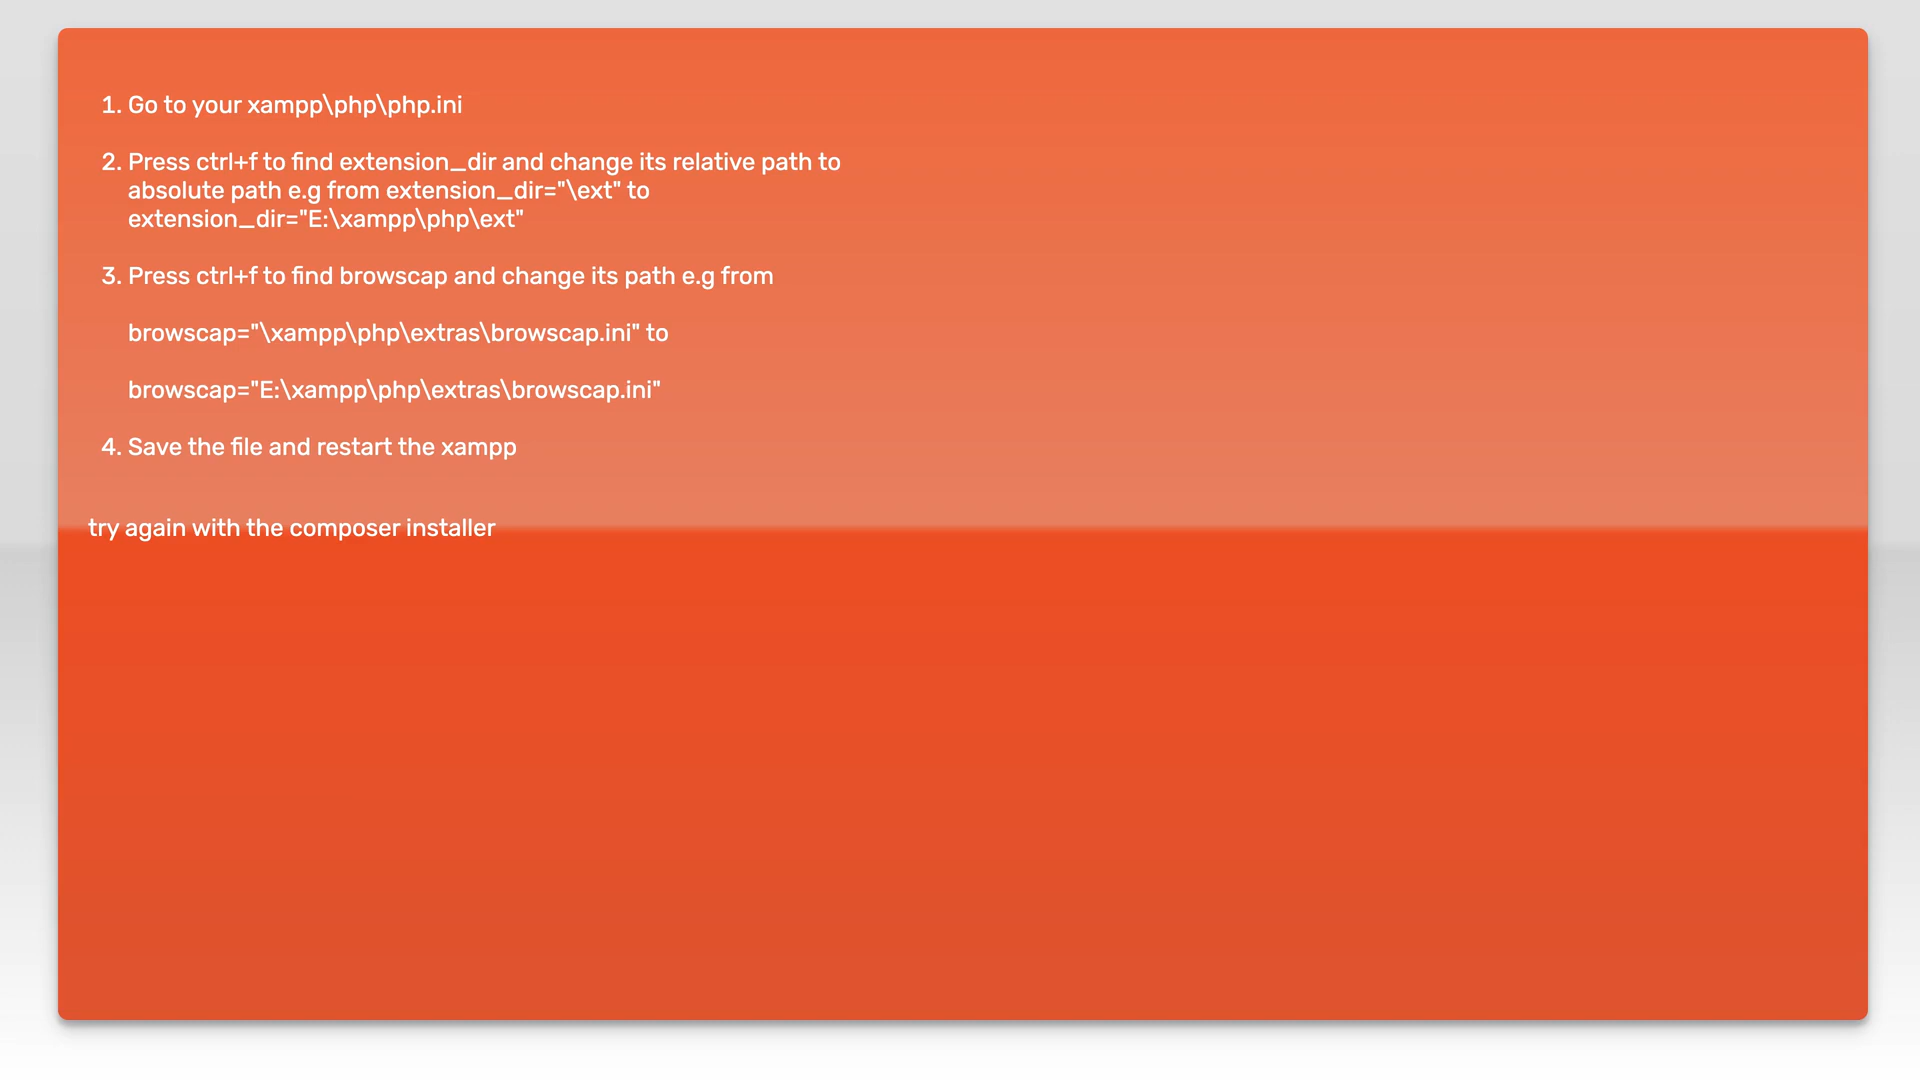 1. Go to your xampp\php\php.ini
2. Press ctrl+f to find extension_dir and change its relative path to
absolute path e.g from extension_dir="\ext" to
extension_dir="E:\xampp\php\ext"
3. Press ctrl+f to find browscap and change its path e.g from
browscap="\xampp\php\extras\browscap.ini" to
browscap="E:\xampp\php\extras\browscap.ini"
4. Save the file and restart the xampp
try again with the composer installer